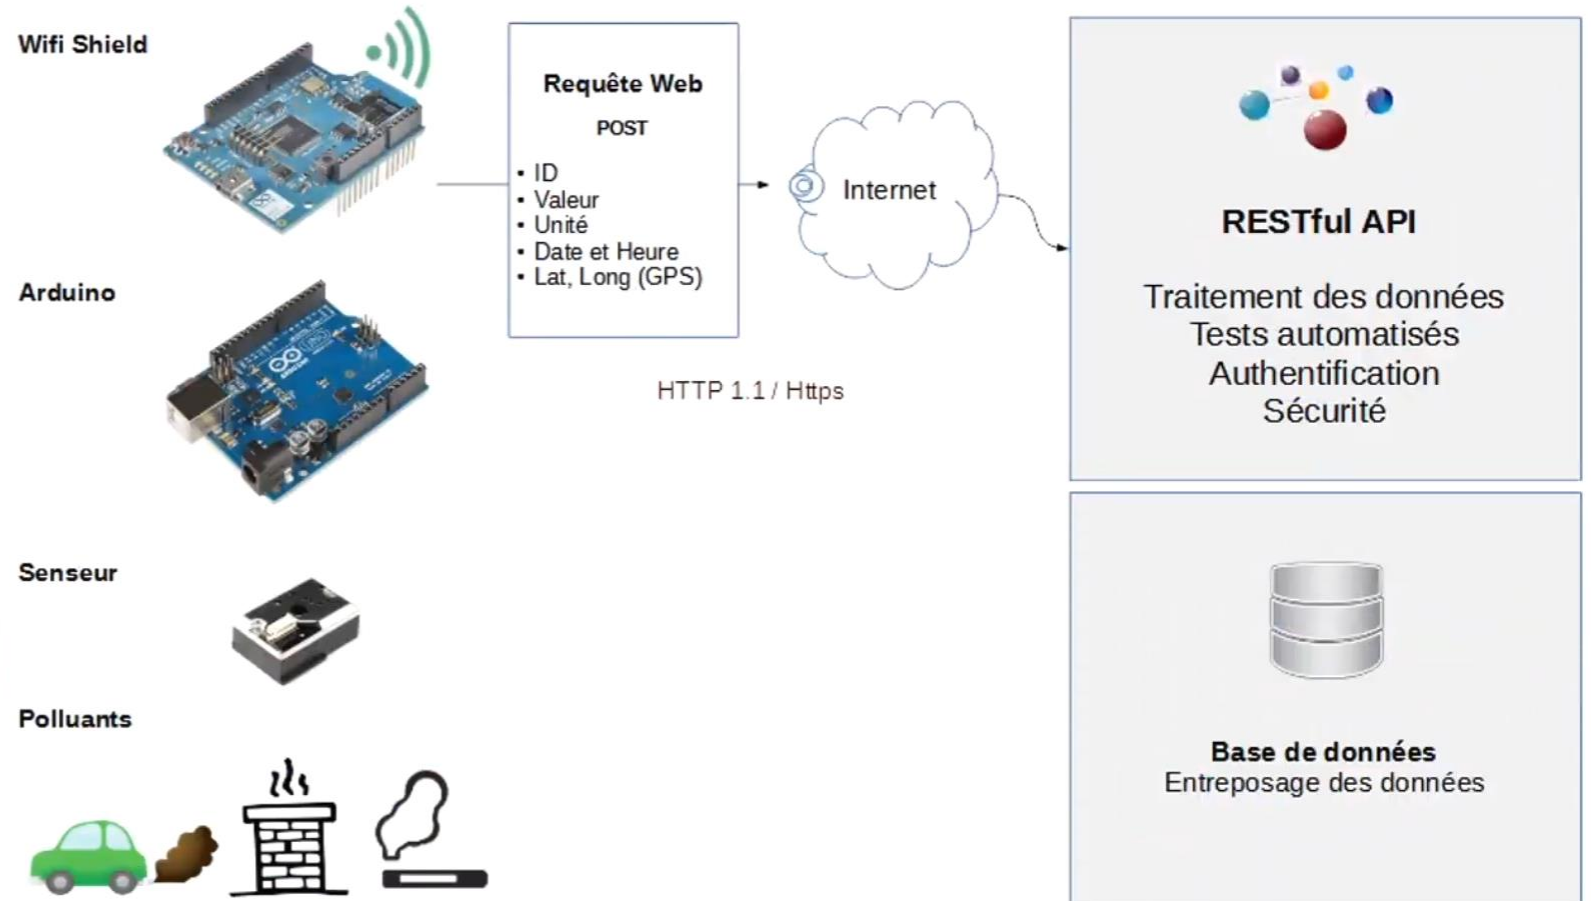 Wifi Shield
Requête Web
POST
• ID
• Valeur
• Unité
• Date et Heure
• Lat, Long (GPS)
Internet
RESTful API
Traitement des données
Tests automatisés
Authentification
Sécurité
Arduino
HTTP 1.1 / Https
Senseur
Polluants
Base de données
Entreposage des données